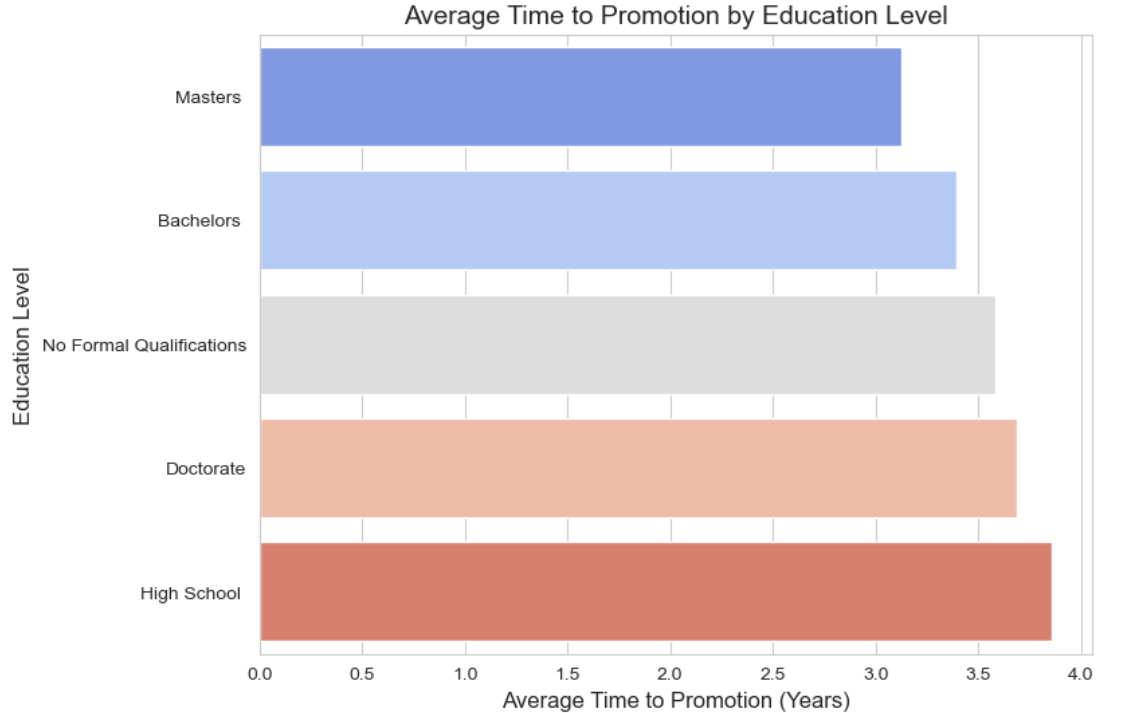 Average Time to Promotion by Education Level
Education Level
Masters
Bachelors
No Formal Qualifications
Doctorate
High School
0.0 0.5 1.0 1.5 2.0 2.5 3.0 3.5 4.0
Average Time to Promotion (Years)